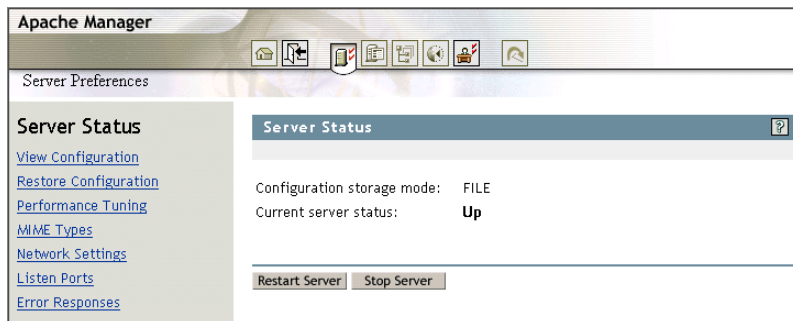 Apache Manager
Server Preferences
Server Status
View Configuration
Restore Configuration
Performance Tuning
MIME Types
Network Settings
Listen Ports
Error Responses
Server Status
?
Configuration storage mode: FILE
Current server status: Up
Restart Server Stop Server